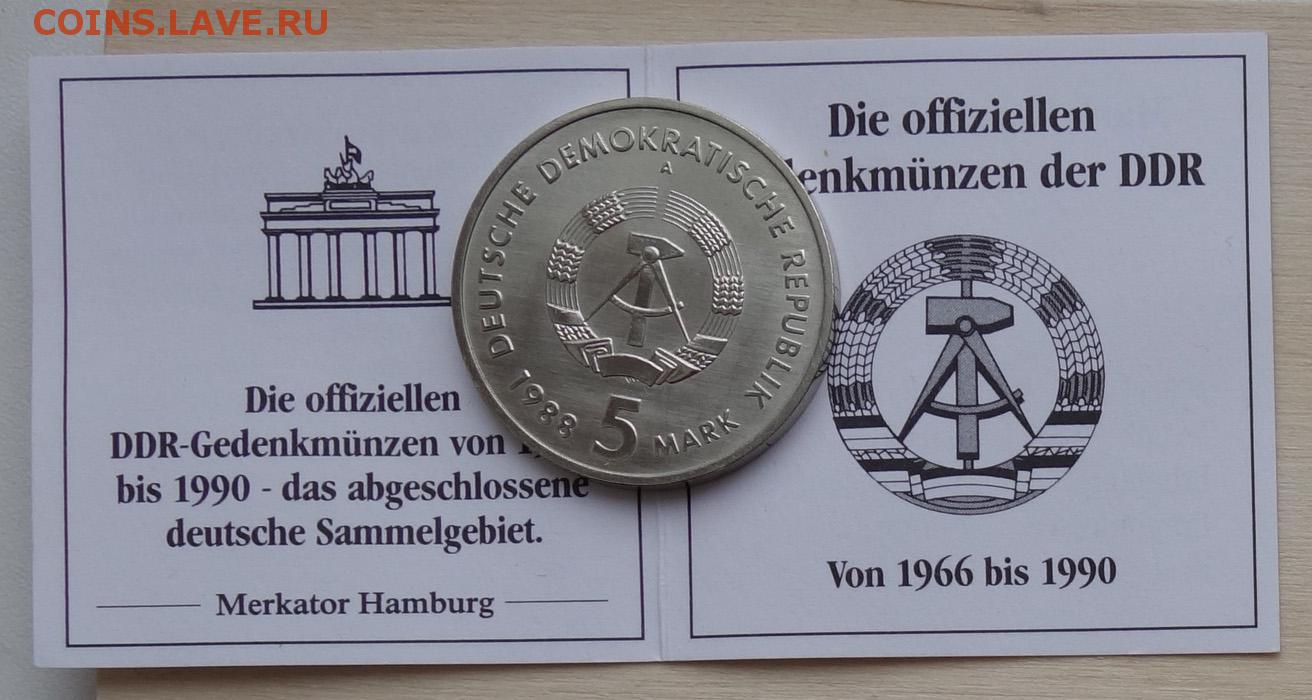 COINS.LAVE.RU
Die offiziellen
DDR-Gedenkmünzen von
bis 1990 - das abgeschlossene
deutsche Sammelgebiet.
Merkator Hamburg
DEUTSCHE DEMOKRATISCHE REPUBLIK
A
1988 5 MARK
Die offiziellen
der DDR
Von 1966 bis 1990